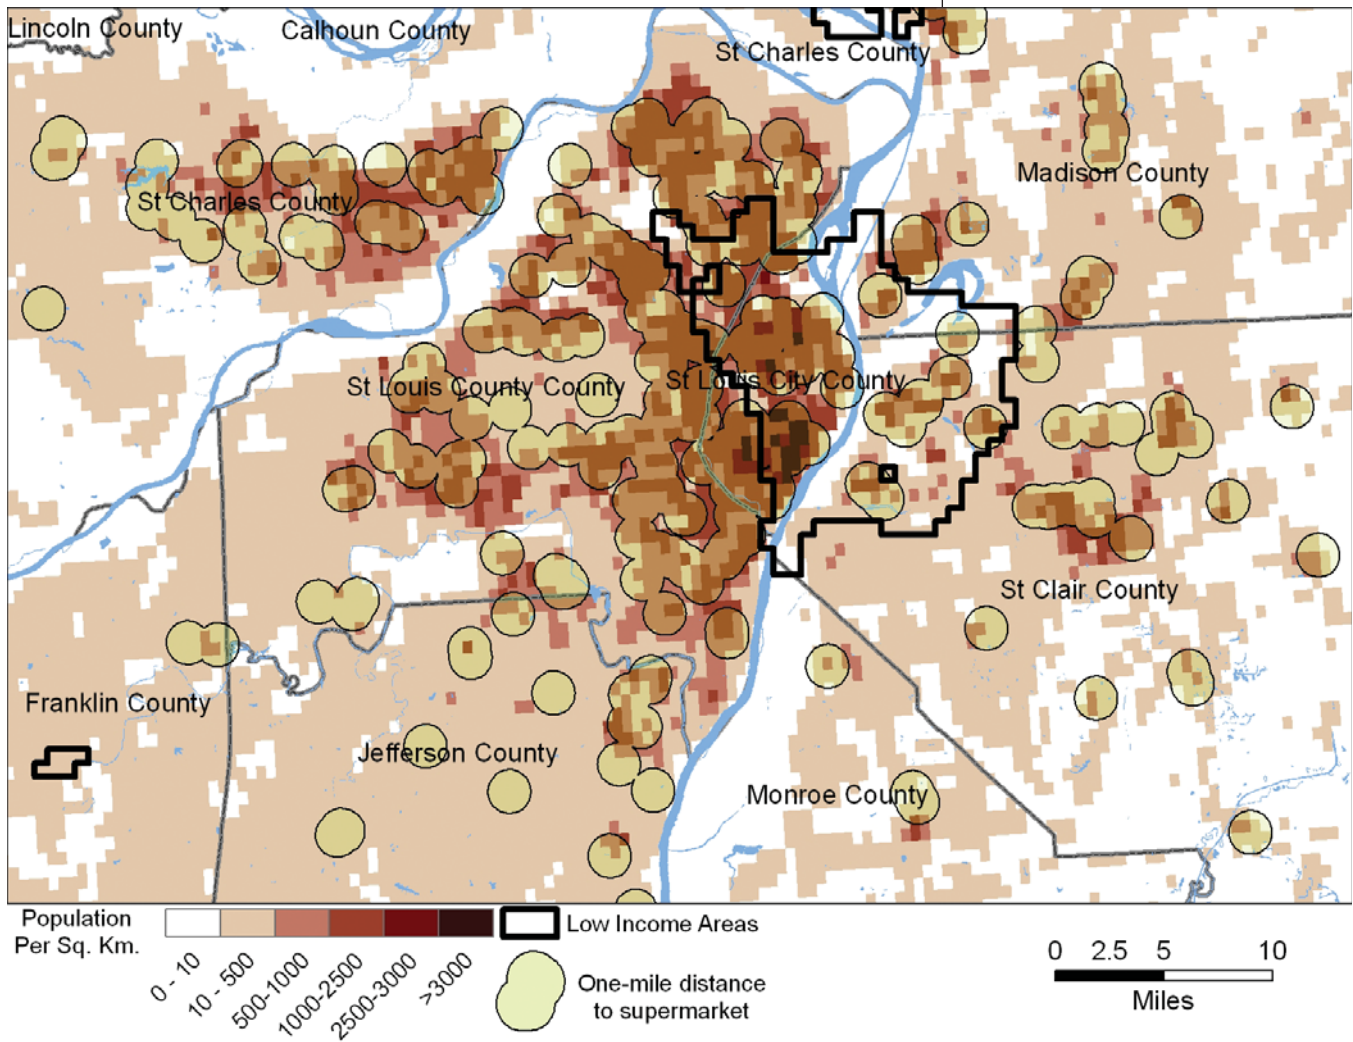 Lincoln County
Calhoun County
St Charles County
Madison County
St Charles County
St Louis County County
St Louis City County
St Clair County
Franklin County
Jefferson County
Monroe County
Population
Per Sq. Km.
0 - 10
10 - 500
500-1000
1000-2500
2500-3000
>3000
Low Income Areas
One-mile distance
to supermarket
0 2.5 5 10
Miles